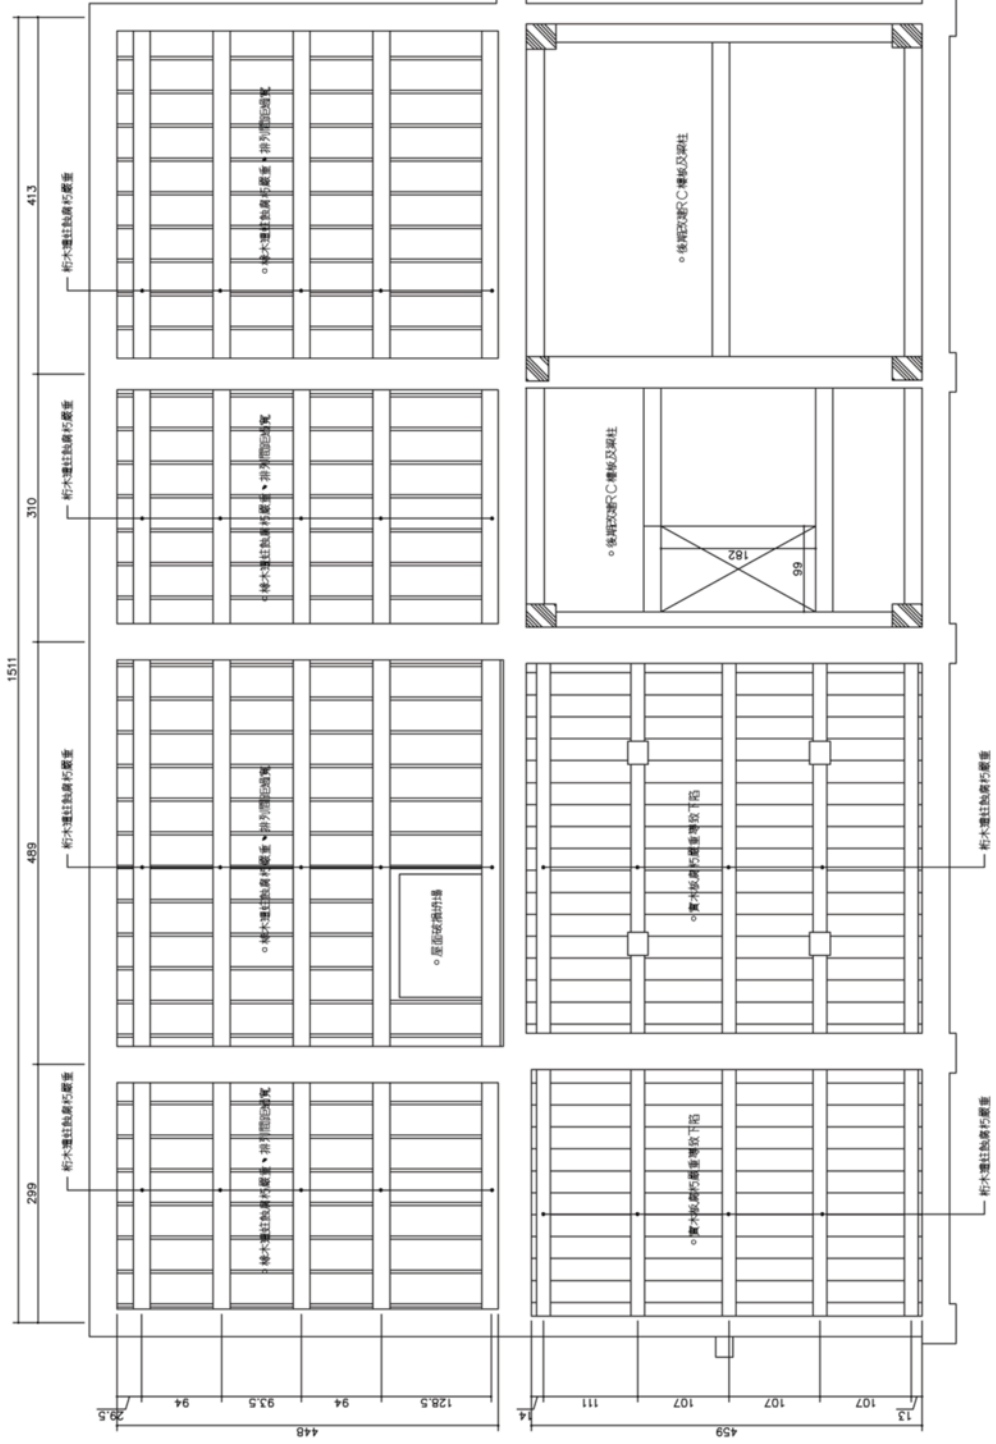 1511
413
310
489
299
桁木遭蛀蝕腐朽嚴重
桁木遭蛀蝕腐朽嚴重
桁木遭蛀蝕腐朽嚴重
桁木遭蛀蝕腐朽嚴重
椽木遭蛀蝕腐朽嚴重，排列間距過寬
椽木遭蛀蝕腐朽嚴重，排列間距過寬
椽木遭蛀蝕腐朽嚴重，排列間距過寬
椽木遭蛀蝕腐朽嚴重，排列間距過寬
屋面破損坍塌
後期改建RC樓板及梁柱
後期改建RC樓板及梁柱
182
66
實木板腐朽嚴重導致下陷
實木板腐朽嚴重導致下陷
桁木遭蛀蝕腐朽嚴重
桁木遭蛀蝕腐朽嚴重
29.5
94
93.5
94
128.5
448
14
111
107
107
107
13
459